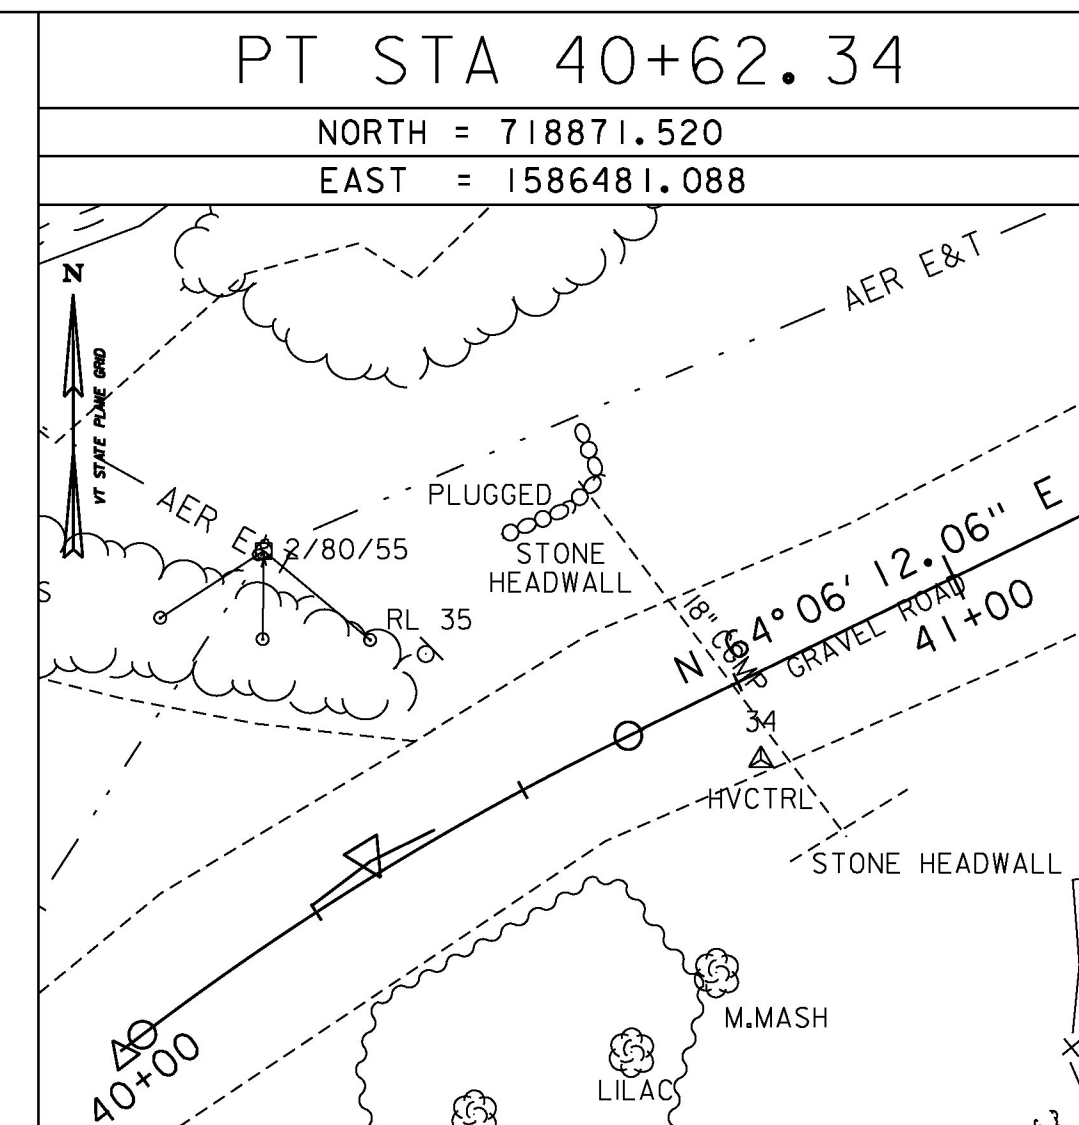 PT STA 40+62.34
NORTH = 718871.520
EAST = 1586481.088
N
VT STATE PLANE GRID
AER E&T
AER E
2/80/55
PLUGGED
STONE
HEADWALL
S
RL 35
18" CGMP
N 64°06' 12.06" E
GRAVEL ROAD
41+00
34
HVCTRL
STONE HEADWALL
M.MASH
LILAC
40+00